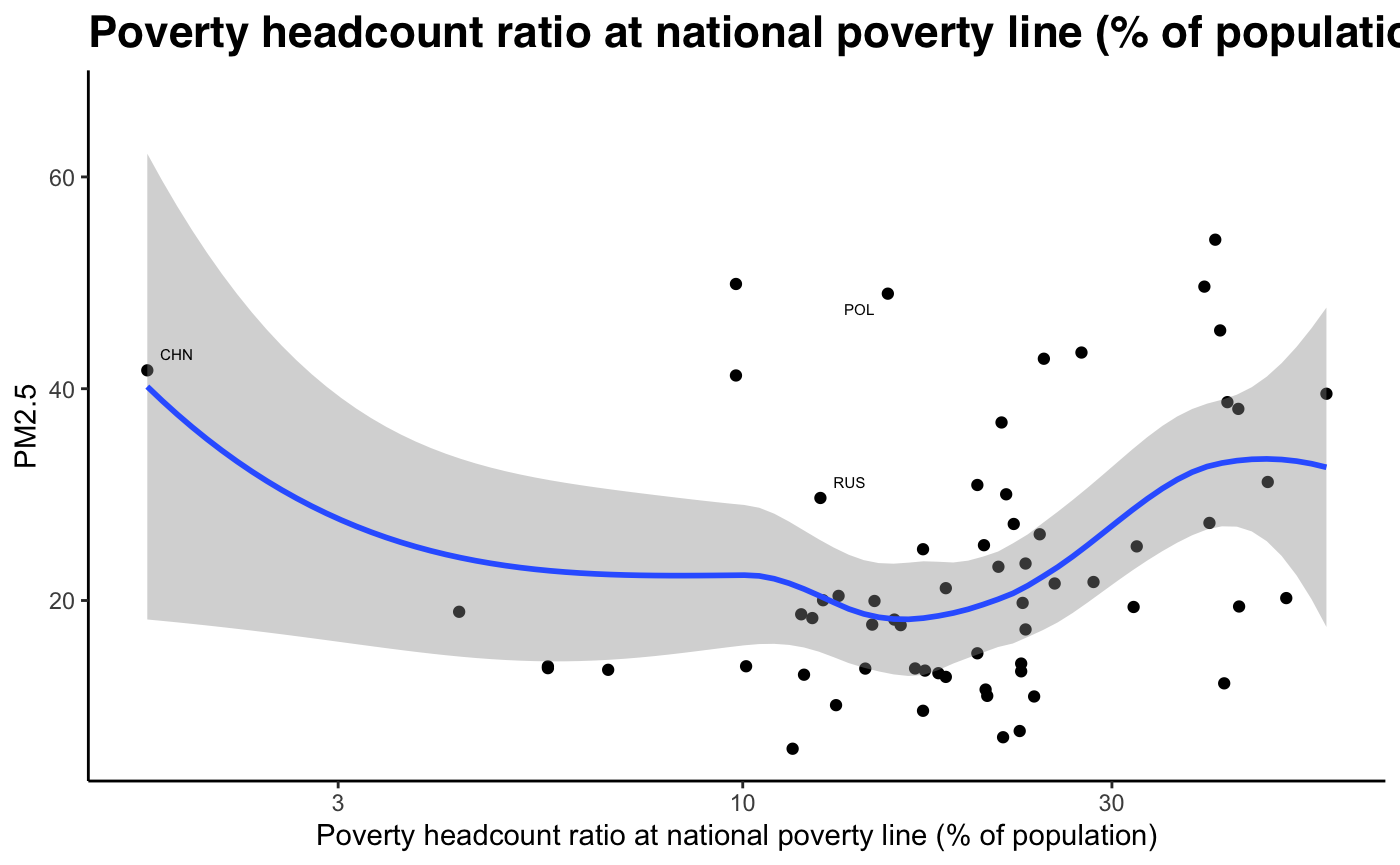 Poverty headcount ratio at national poverty line (% of populatio
60
POL
CHN
40
PM2.5
RUS
20
3
10
30
Poverty headcount ratio at national poverty line (% of population)